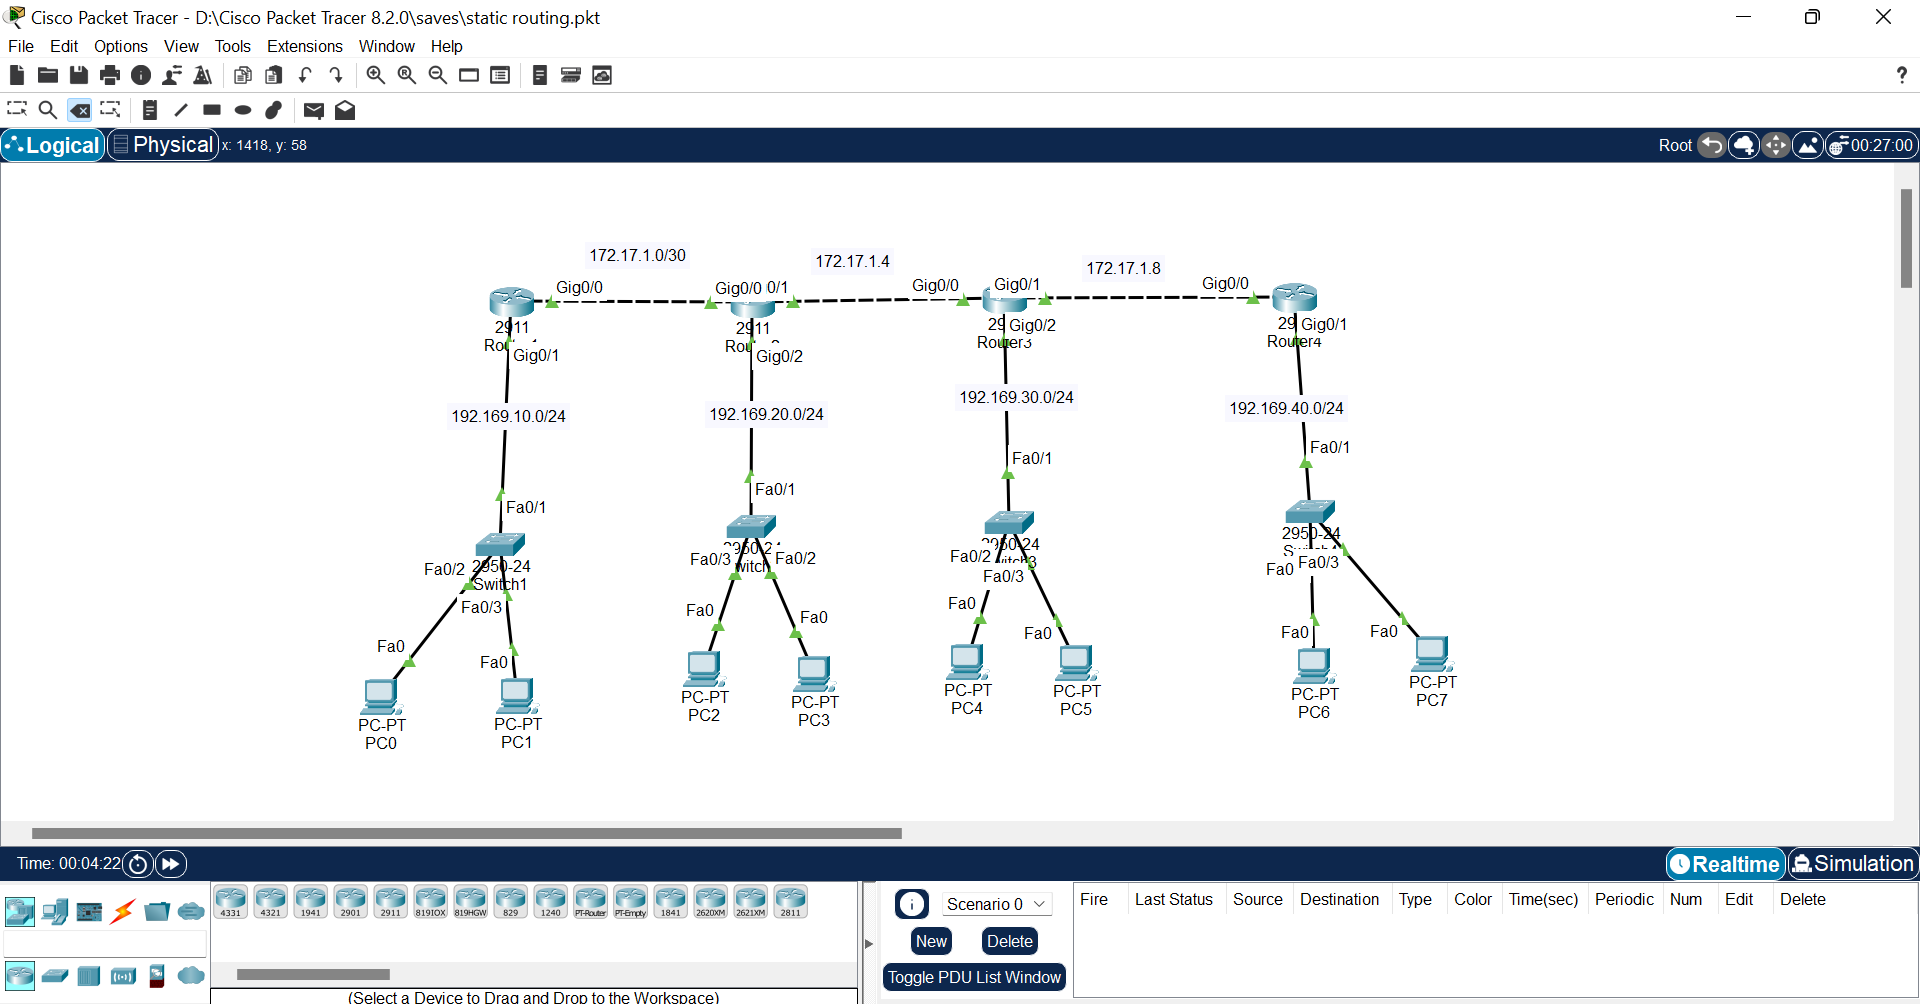 Cisco Packet Tracer - D:\Cisco Packet Tracer 8.2.0\saves\static routing.pkt
File Edit Options View Tools Extensions Window Help
?
Logical Physical x: 1418, y: 58 Root 00:27:00
172.17.1.0/30 172.17.1.4 172.17.1.8
Gig0/0 Gig0/0 0/1 Gig0/0 Gig0/1 Gig0/0
2911 2911 29 Gig0/2 29 Gig0/1
Router3 Router4
Gig0/1 Gig0/2
192.169.10.0/24 192.169.20.0/24 192.169.30.0/24 192.169.40.0/24
Fa0/1 Fa0/1 Fa0/1 Fa0/1
2950-24 2950-24 2950-24 2950-24
Switch1
Fa0/2 Fa0/3 Fa0/2 Fa0/2 Fa0 Fa0/3
Fa0/3 Fa0/3
Fa0 Fa0 Fa0 Fa0 Fa0 Fa0 Fa0 Fa0
PC-PT PC-PT PC-PT PC-PT PC-PT PC-PT PC-PT PC-PT
PC0 PC1 PC2 PC3 PC4 PC5 PC6 PC7
Time: 00:04:22 Realtime Simulation
4331 4321 1941 2901 2911 819IOX 819HGW 829 1240 PT-Router PT-Empty 1841 2620XM 2621XM 2811
(Select a Device to Drag and Drop to the Workspace)
Scenario 0
New Delete
Toggle PDU List Window
Fire Last Status Source Destination Type Color Time(sec) Periodic Num Edit Delete